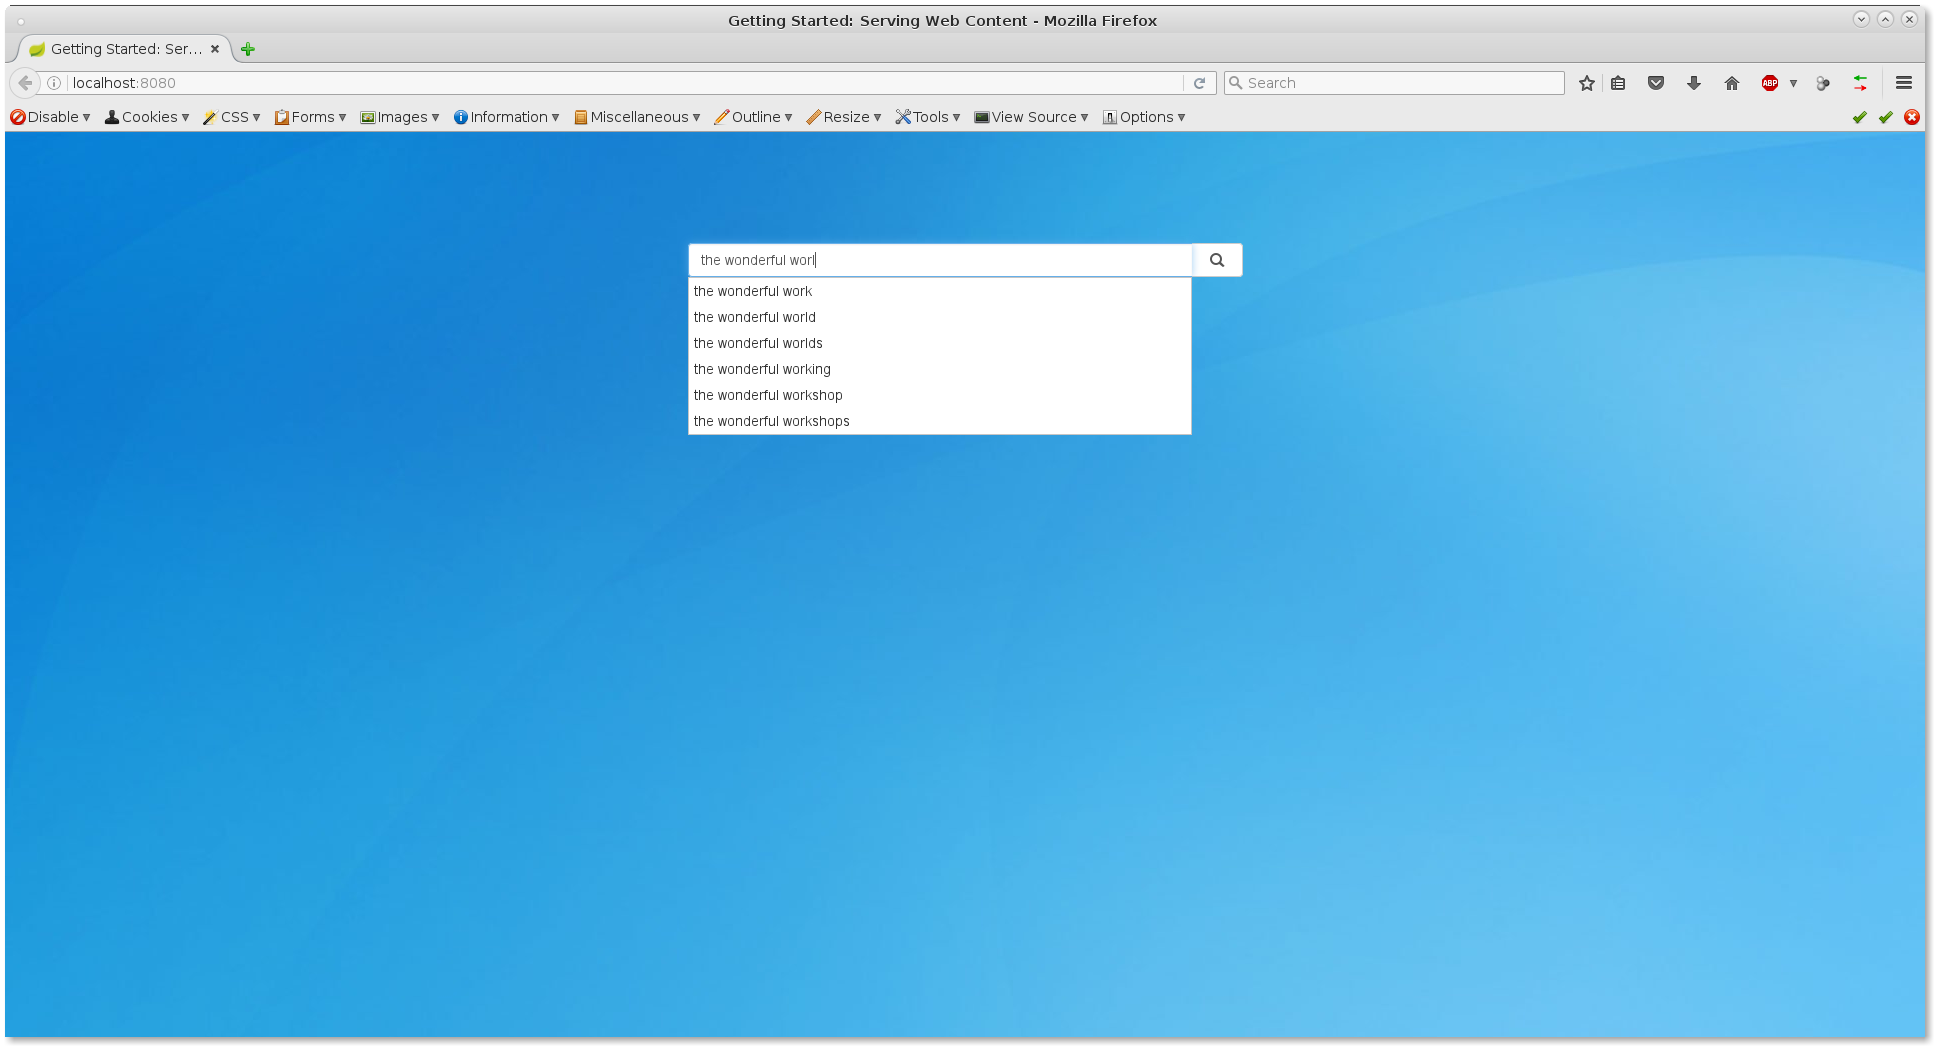 Getting Started: Serving Web Content - Mozilla Firefox
Getting Started: Ser...
localhost:8080
Search
ABP
Disable Cookies CSS Forms Images Information Miscellaneous Outline Resize Tools View Source Options
the wonderful worl
the wonderful work
the wonderful world
the wonderful worlds
the wonderful working
the wonderful workshop
the wonderful workshops